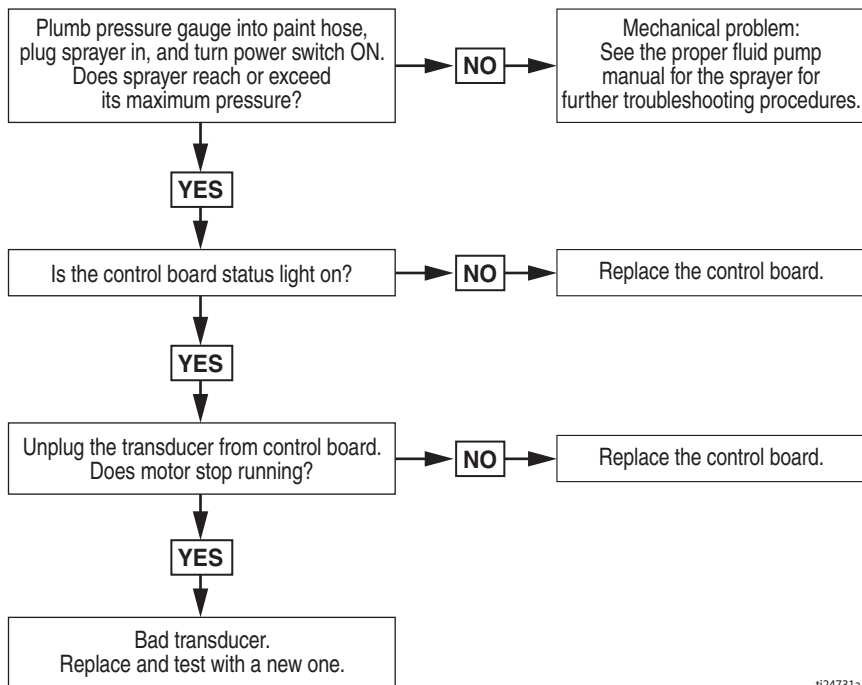 Plumb pressure gauge into paint hose,
plug sprayer in, and turn power switch ON.
Does sprayer reach or exceed
its maximum pressure?
NO
Mechanical problem:
See the proper fluid pump
manual for the sprayer for
further troubleshooting procedures.
YES
Is the control board status light on?
NO
Replace the control board.
YES
Unplug the transducer from control board.
Does motor stop running?
NO
Replace the control board.
YES
Bad transducer.
Replace and test with a new one.
ti24731a